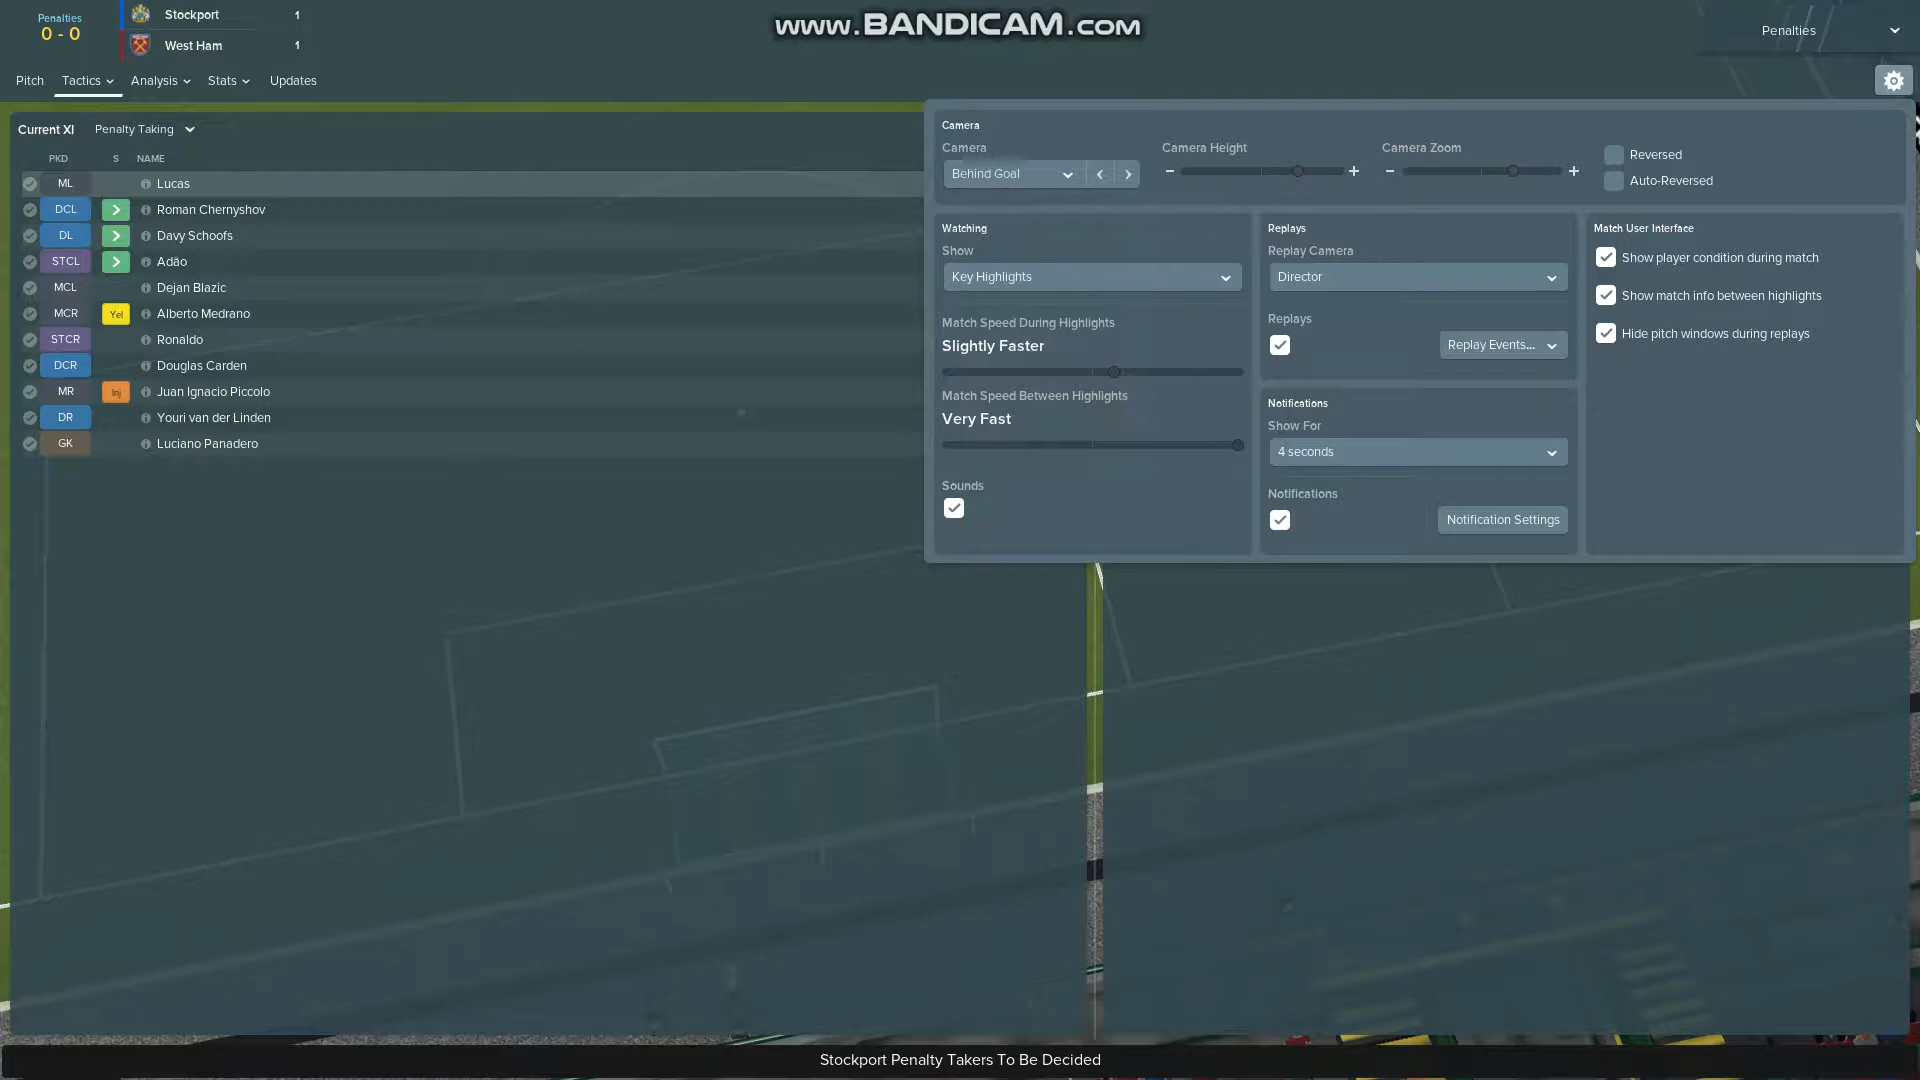 Penalties
0 - 0
Stockport 1
West Ham 1
www.BANDICAM.com
Penalties
Pitch Tactics Analysis Stats Updates
Current XI Penalty Taking
PKD S NAME
ML Lucas
DCL Roman Chernyshov
DL Davy Schoofs
STCL Adão
MCL Dejan Blazic
MCR Yel Alberto Medrano
STCR Ronaldo
DCR Douglas Carden
MR Inj Juan Ignacio Piccolo
DR Youri van der Linden
GK Luciano Panadero
Camera
Camera Camera Height Camera Zoom
Behind Goal
Reversed
Auto-Reversed
Watching
Show
Key Highlights
Match Speed During Highlights
Slightly Faster
Match Speed Between Highlights
Very Fast
Sounds
Replays
Replay Camera
Director
Replays
Replay Events...
Notifications
Show For
4 seconds
Notifications
Notification Settings
Match User Interface
Show player condition during match
Show match info between highlights
Hide pitch windows during replays
Stockport Penalty Takers To Be Decided